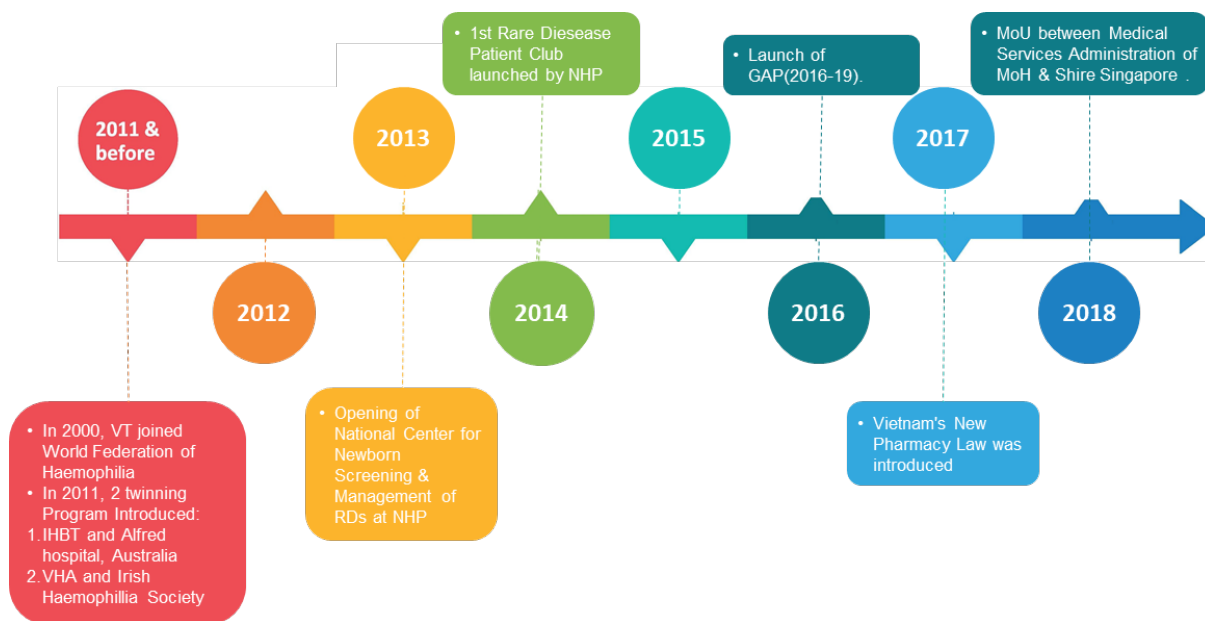 • 1st Rare Diesease
Patient Club
launched by NHP
• Launch of
GAP(2016-19).
• MoU between Medical
Services Administration of
MoH & Shire Singapore .
2011 &
before
2013
2015
2017
2012
2014
2016
2018
• In 2000, VT joined
World Federation of
Haemophilia
• In 2011, 2 twinning
Program Introduced:
1.IHBT and Alfred
hospital, Australia
2.VHA and Irish
Haemophillia Society
• Opening of
National Center for
Newborn
Screening &
Management of
RDs at NHP
• Vietnam's New
Pharmacy Law was
introduced